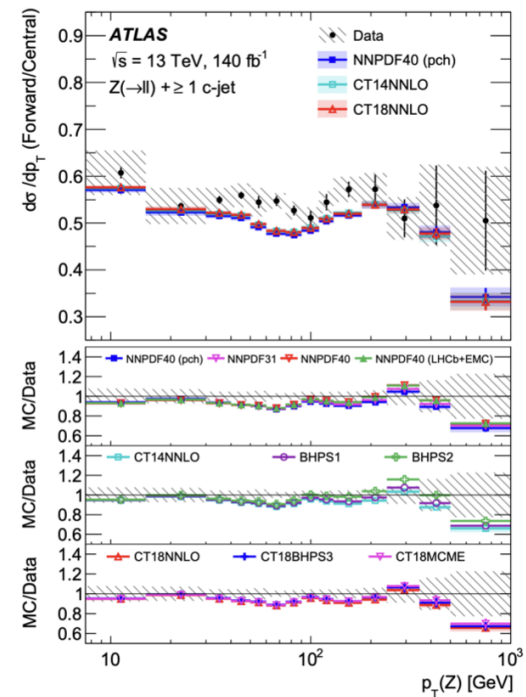 ATLAS
√s = 13 TeV, 140 fb⁻¹
Z(→ll) + ≥ 1 c-jet
Data
NNPDF40 (pch)
CT14NNLO
CT18NNLO
dσ/dp_T (Forward/Central)
0.9
0.8
0.7
0.6
0.5
0.4
0.3
NNPDF40 (pch) NNPDF31 NNPDF40 NNPDF40 (LHCb+EMC)
MC/Data
1.4
1.2
1
0.8
0.6
CT14NNLO BHPS1 BHPS2
MC/Data
1.4
1.2
1
0.8
0.6
CT18NNLO CT18BHPS3 CT18MCME
MC/Data
1.4
1.2
1
0.8
0.6
10 10² 10³
p_T(Z) [GeV]